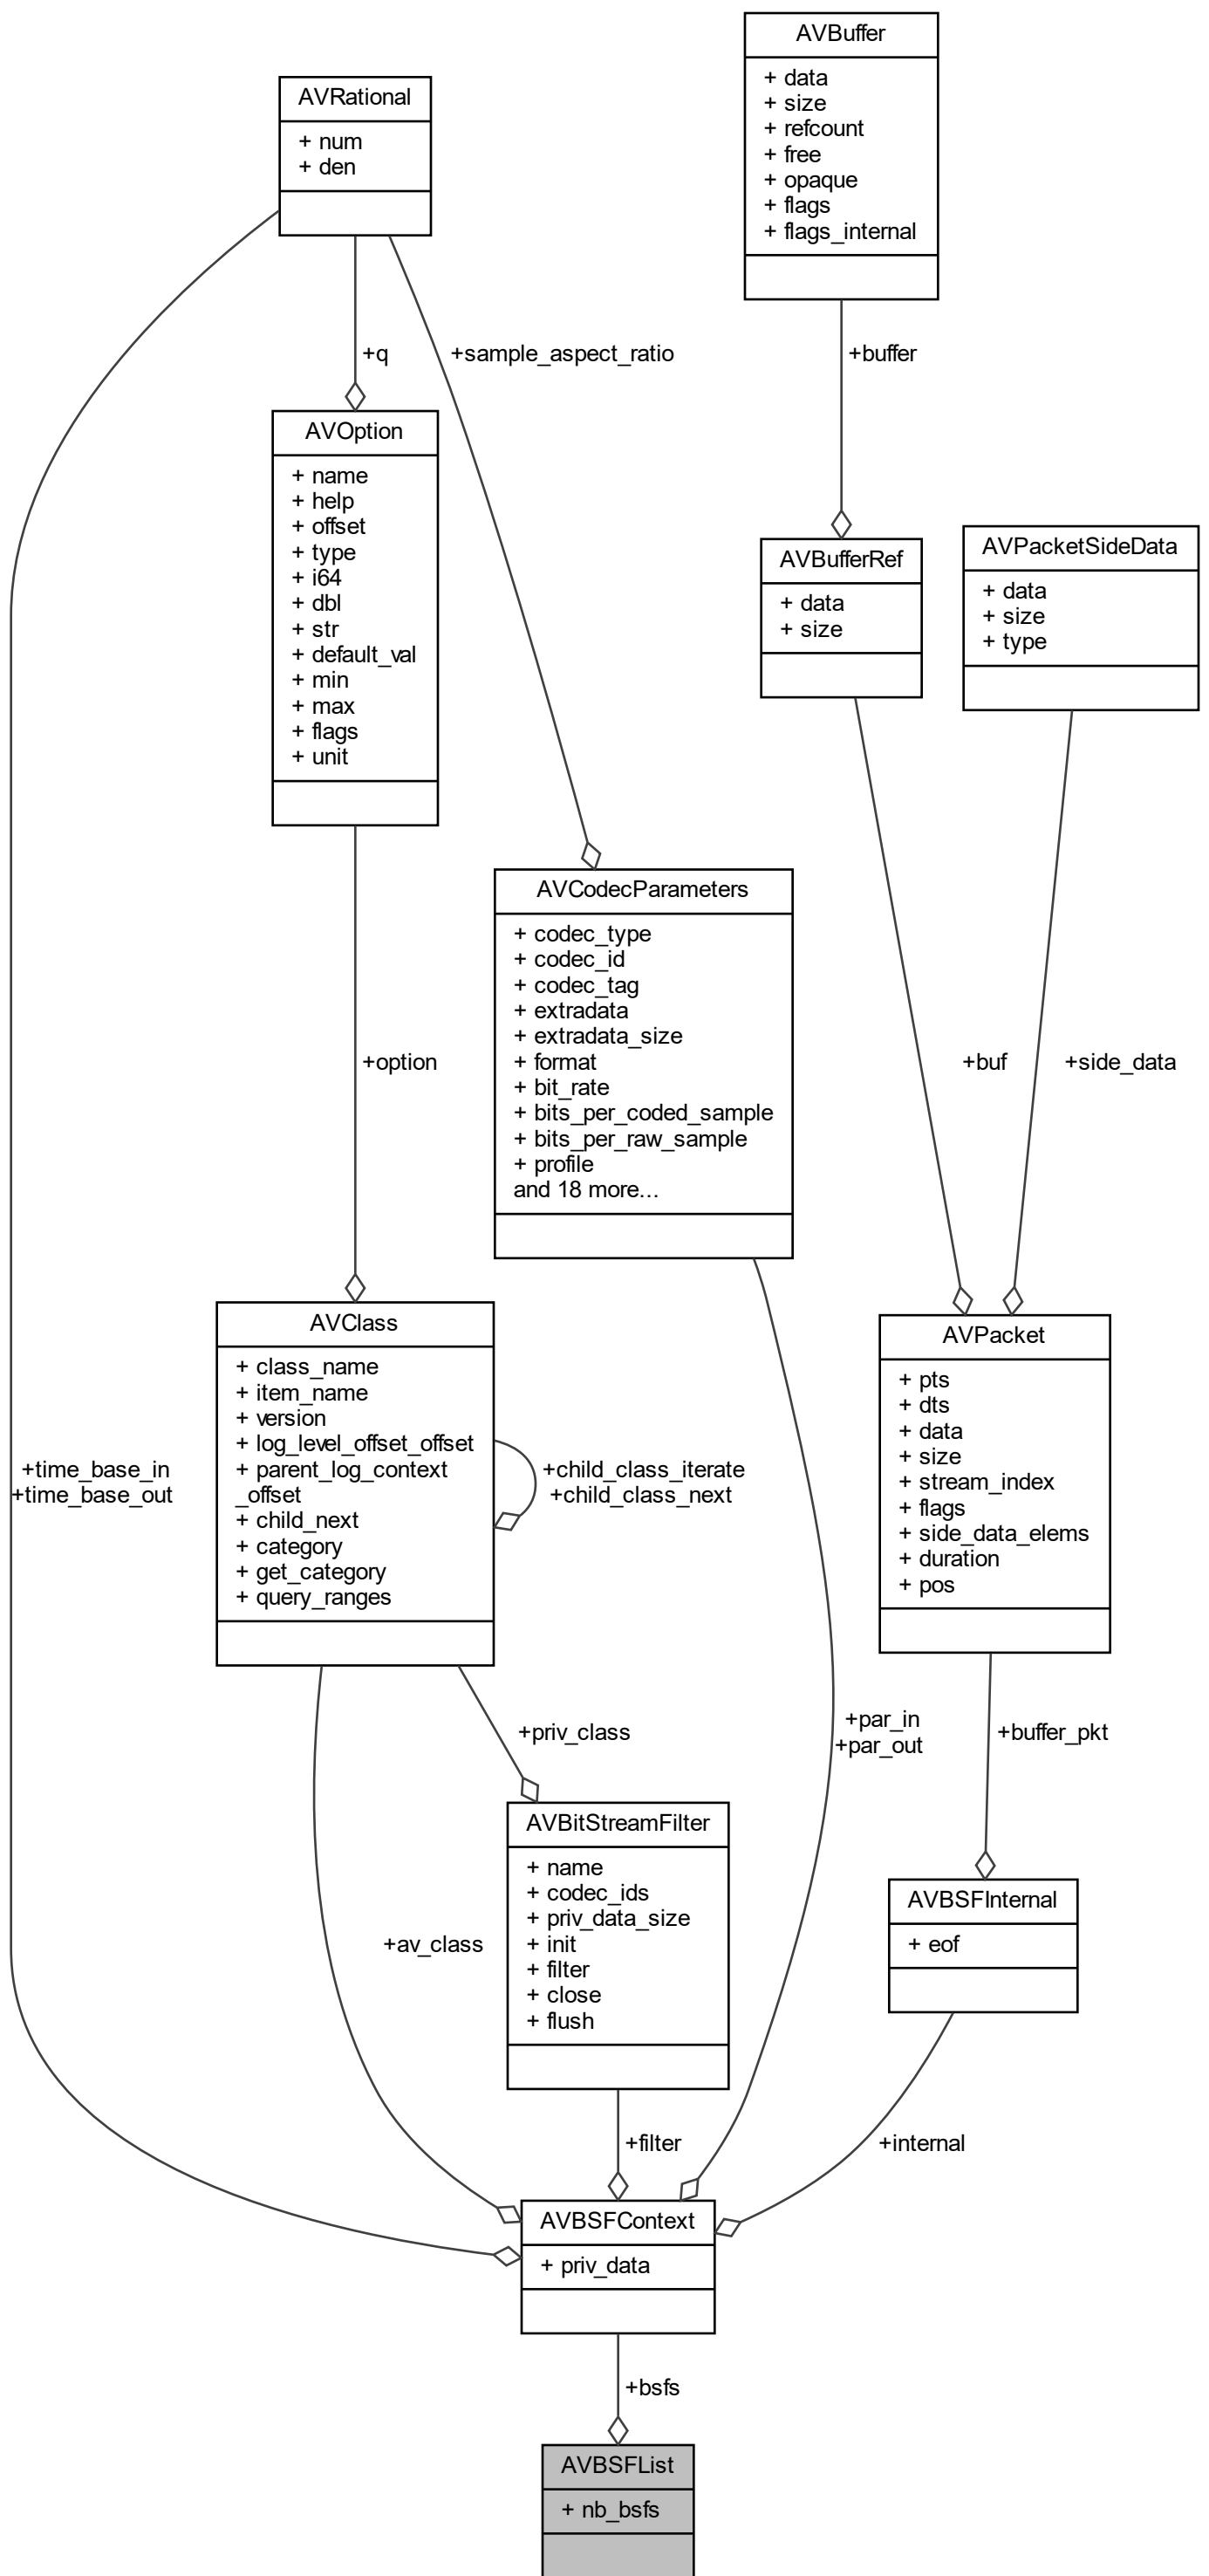 AVBuffer
+ data
+ size
+ refcount
+ free
+ opaque
+ flags
+ flags_internal
AVRational
+ num
+ den
+q
+sample_aspect_ratio
+buffer
AVOption
+ name
+ help
+ offset
+ type
+ i64
+ dbl
+ str
+ default_val
+ min
+ max
+ flags
+ unit
AVBufferRef
+ data
+ size
AVPacketSideData
+ data
+ size
+ type
AVCodecParameters
+ codec_type
+ codec_id
+ codec_tag
+ extradata
+ extradata_size
+ format
+ bit_rate
+ bits_per_coded_sample
+ bits_per_raw_sample
+ profile
and 18 more...
+option
+buf
+side_data
AVClass
+ class_name
+ item_name
+ version
+ log_level_offset_offset
+ parent_log_context
_offset
+ child_next
+ category
+ get_category
+ query_ranges
+child_class_iterate
+child_class_next
+time_base_in
+time_base_out
AVPacket
+ pts
+ dts
+ data
+ size
+ stream_index
+ flags
+ side_data_elems
+ duration
+ pos
+priv_class
+par_in
+par_out
+buffer_pkt
AVBitStreamFilter
+ name
+ codec_ids
+ priv_data_size
+ init
+ filter
+ close
+ flush
+av_class
AVBSFInternal
+ eof
+filter
+internal
AVBSFContext
+ priv_data
+bsfs
AVBSFList
+ nb_bsfs